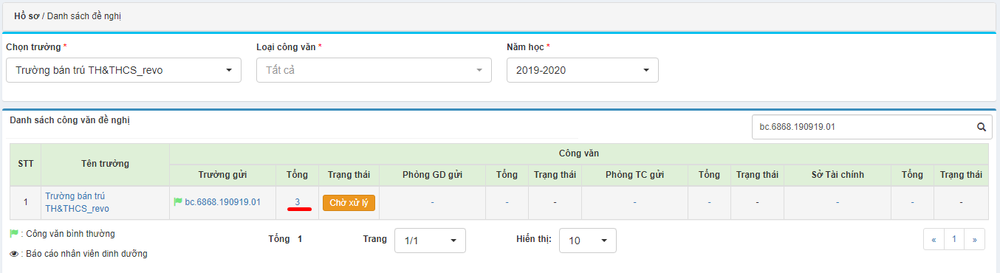 Hồ sơ / Danh sách đề nghị
Chọn trường * Loại công văn * Năm học *
Trường bán trú TH&THCS_revo Tất cả 2019-2020
Danh sách công văn đề nghị
bc.6868.190919.01
STT Tên trường Công văn
Trường gửi Tổng Trạng thái Phòng GD gửi Tổng Trạng thái Phòng TC gửi Tổng Trạng thái Sở Tài chính Tổng Trạng thái
1 Trường bán trú TH&THCS_revo bc.6868.190919.01 3 Chờ xử lý - - - - - - - - -
: Công văn bình thường Tổng 1 Trang 1/1 Hiển thị: 10 « 1 »
: Báo cáo nhân viên dinh dưỡng